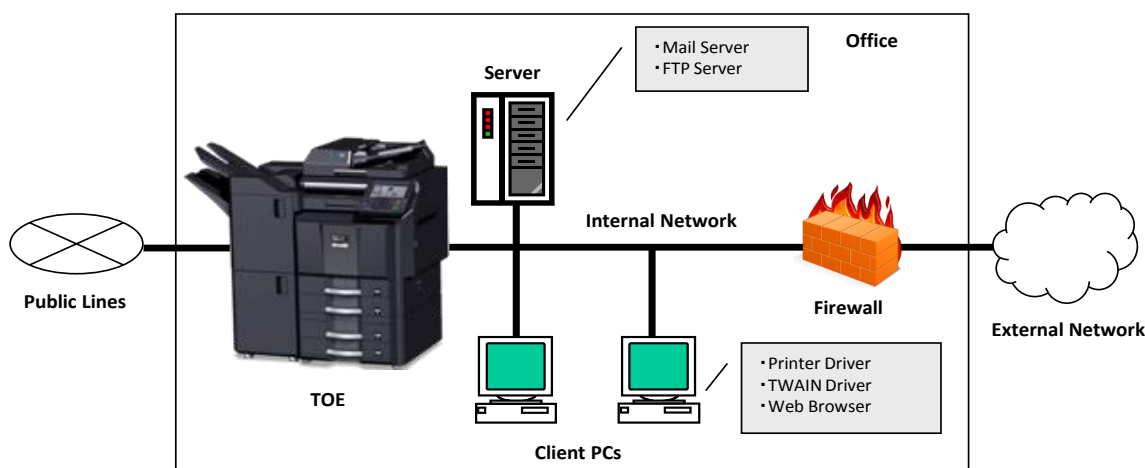 Office
・Mail Server
・FTP Server
Server
Internal Network
Public Lines
Firewall
External Network
TOE
・Printer Driver
・TWAIN Driver
・Web Browser
Client PCs